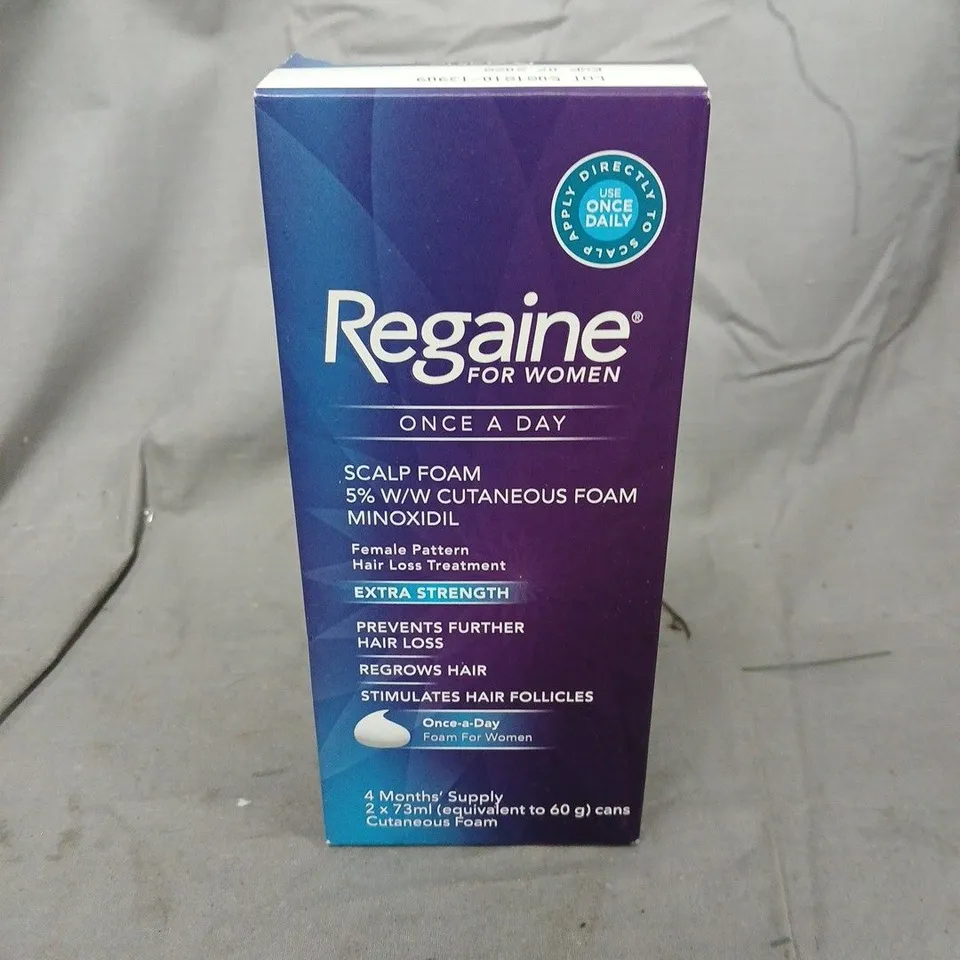 APPLY DIRECTLY TO SCALP
USE
ONCE
DAILY
Regaine®
FOR WOMEN
ONCE A DAY
SCALP FOAM
5% W/W CUTANEOUS FOAM
MINOXIDIL
Female Pattern
Hair Loss Treatment
EXTRA STRENGTH
PREVENTS FURTHER
HAIR LOSS
REGROWS HAIR
STIMULATES HAIR FOLLICLES
Once-a-Day
Foam For Women
4 Months' Supply
2 x 73ml (equivalent to 60 g) cans
Cutaneous Foam